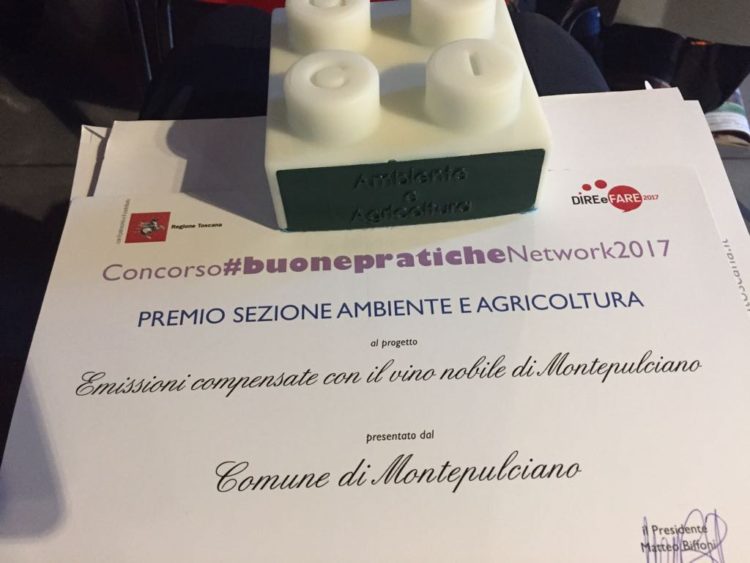 Ambiente
e
Agricoltura
Regione Toscana
DIREeFARE2017
Concorso#buonepraticheNetwork2017
PREMIO SEZIONE AMBIENTE E AGRICOLTURA
al progetto
Emissioni compensate con il vino nobile di Montepulciano
presentato dal
Comune di Montepulciano
il Presidente
Matteo Biffoni